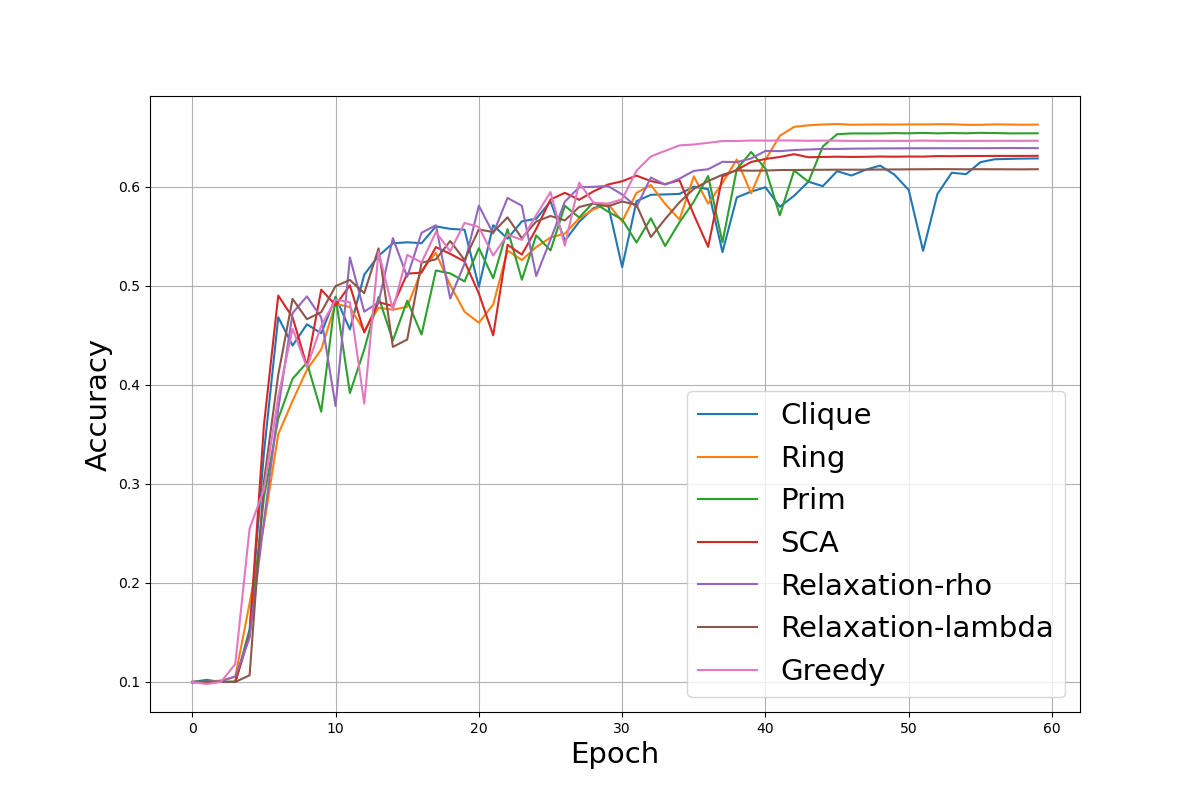 Accuracy
0.6
0.5
0.4
0.3
0.2
0.1
Clique
Ring
Prim
SCA
Relaxation-rho
Relaxation-lambda
Greedy
0 10 20 30 40 50 60
Epoch